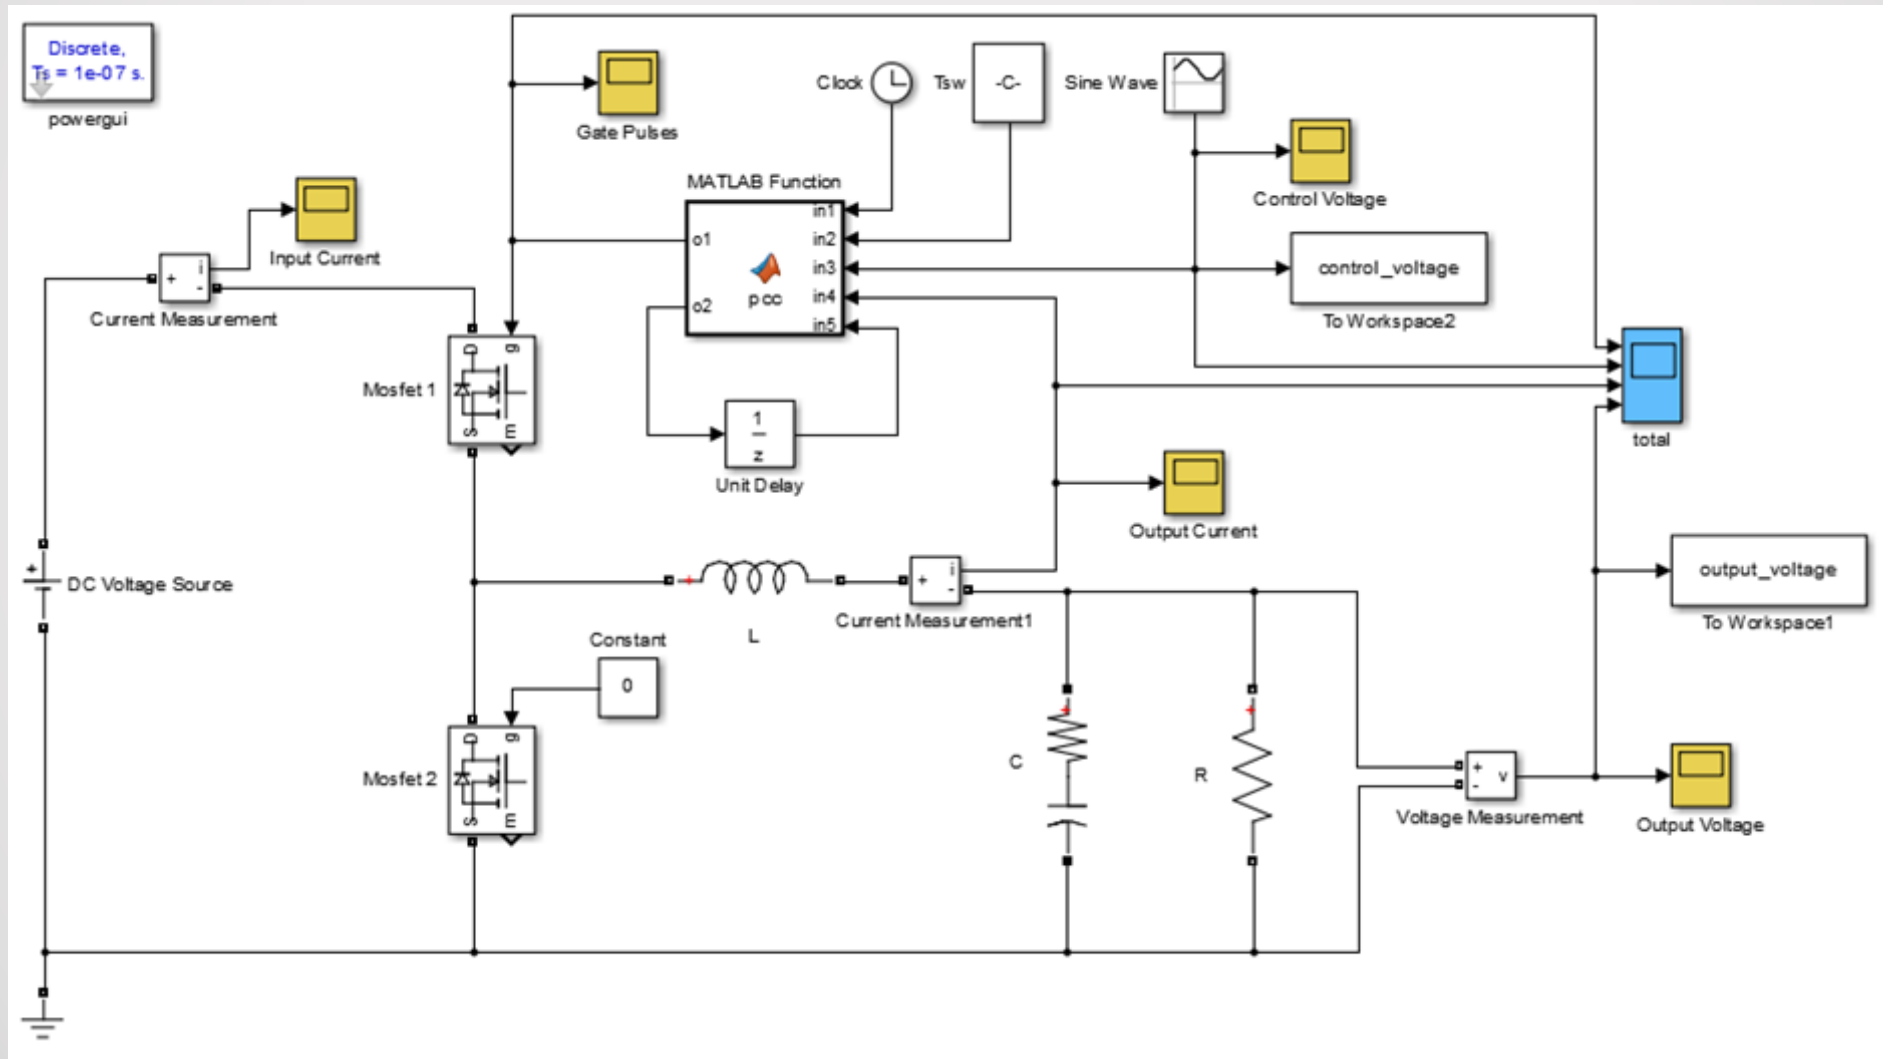 Discrete,
Ts = 1e-07 s.
powergui
Gate Pulses
Clock
Tsw
-C-
Sine Wave
Control Voltage
MATLAB Function
in1
in2
in3
in4
in5
o1
o2
pcc
control_voltage
To Workspace2
Input Current
+
i
-
Current Measurement
D
g
S
m
Mosfet 1
1
z
Unit Delay
total
Output Current
output_voltage
To Workspace1
+
DC Voltage Source
+
L
+
i
-
Current Measurement1
Constant
0
D
g
S
m
Mosfet 2
+
C
+
R
+
-
v
Voltage Measurement
Output Voltage